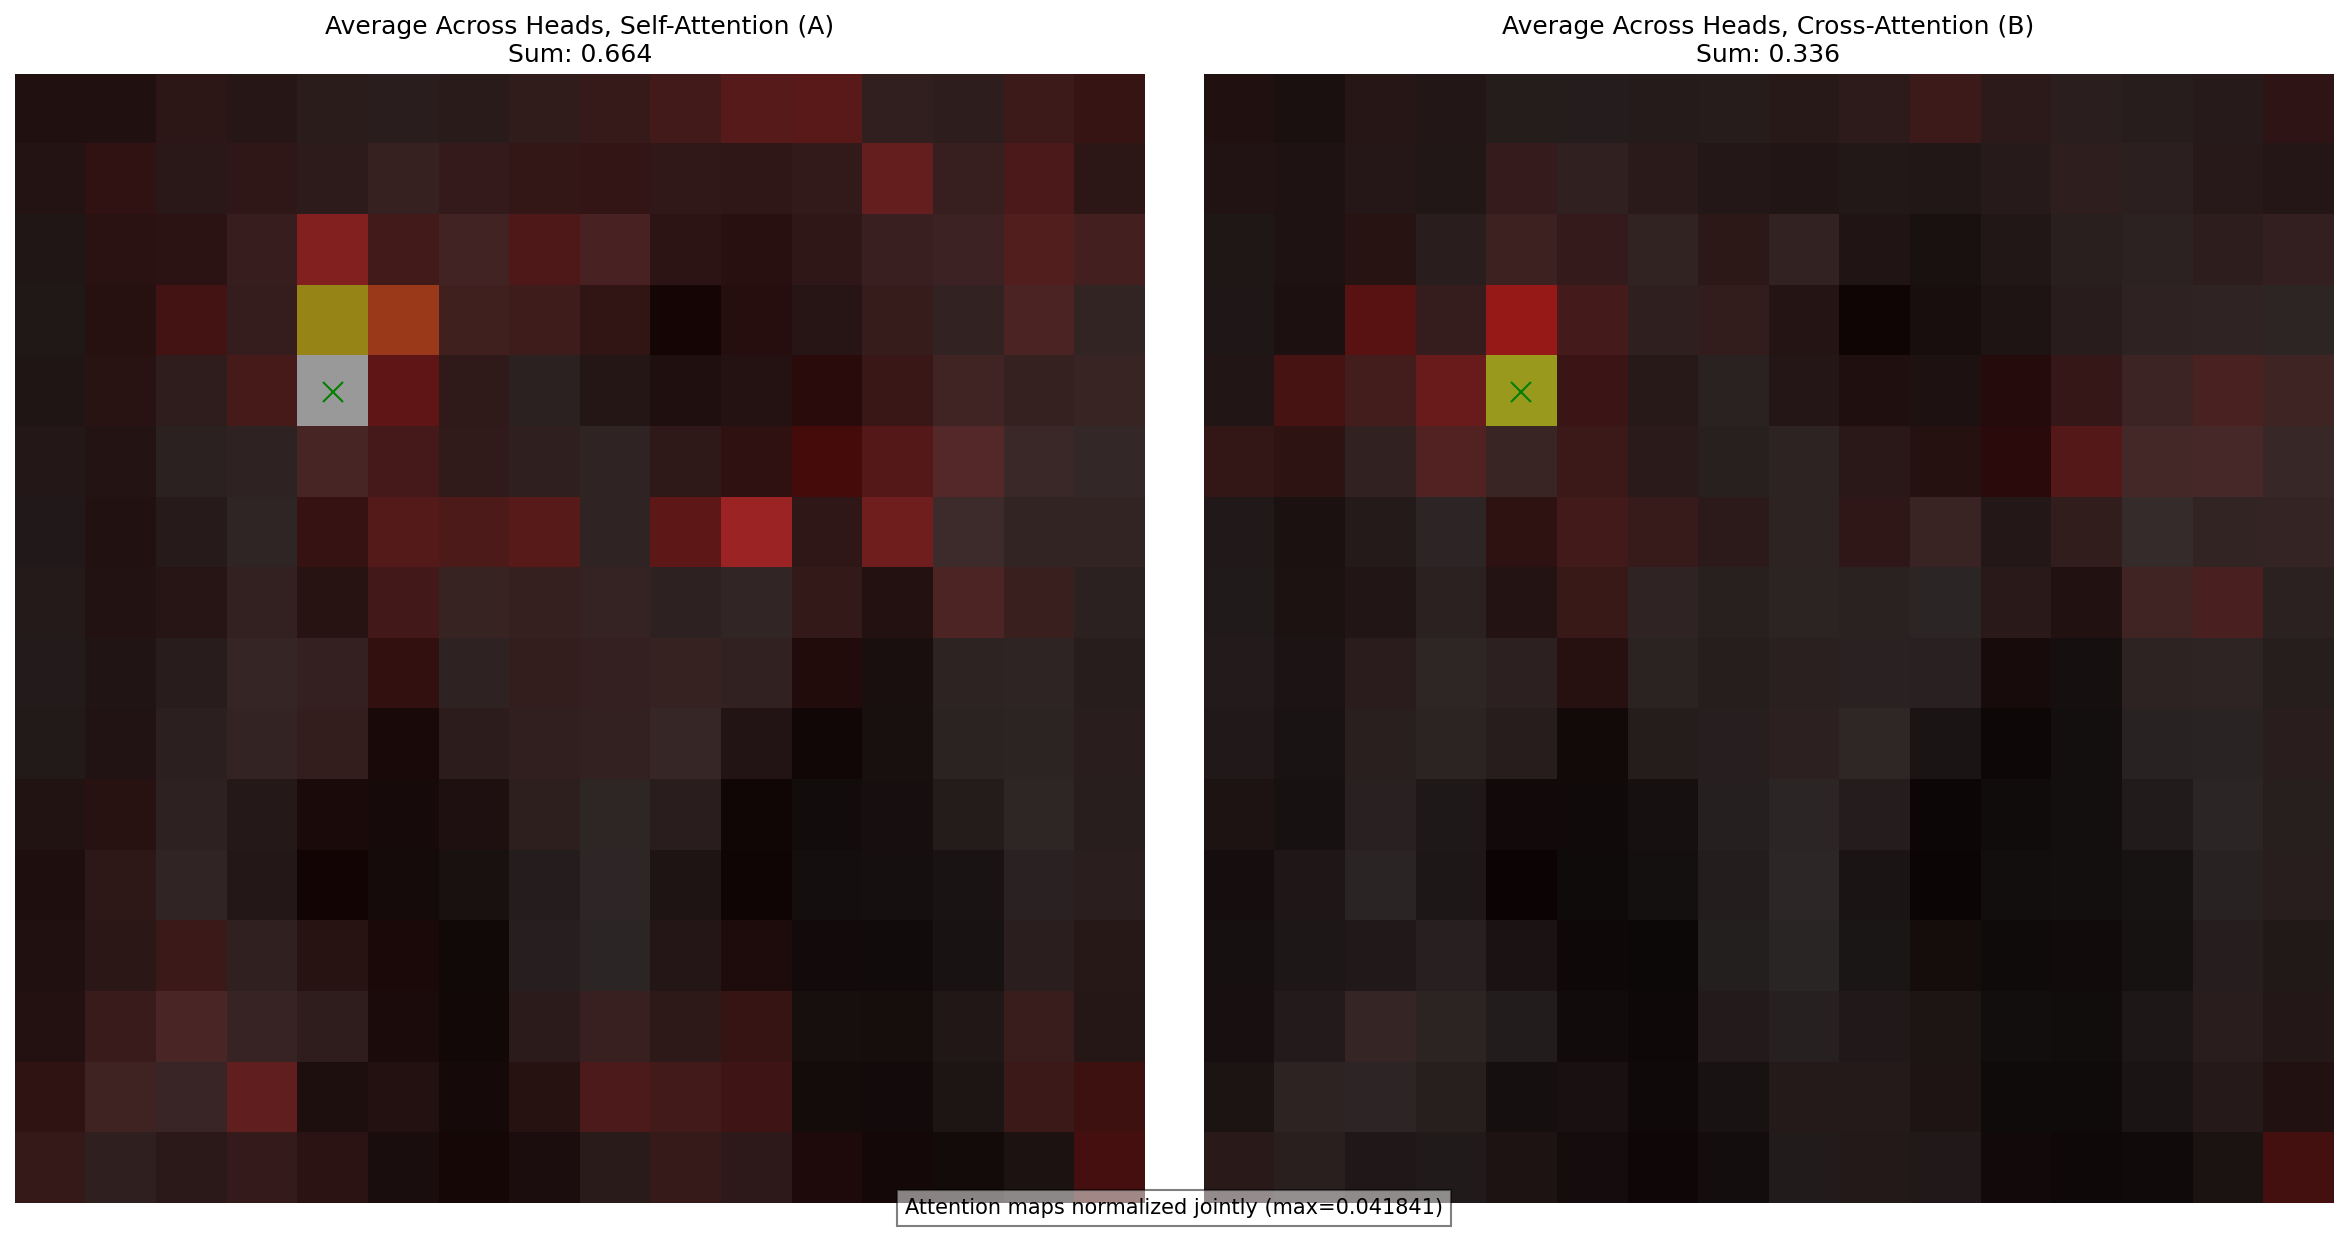 Average Across Heads, Self-Attention (A)
Sum: 0.664
Average Across Heads, Cross-Attention (B)
Sum: 0.336
Attention maps normalized jointly (max=0.041841)